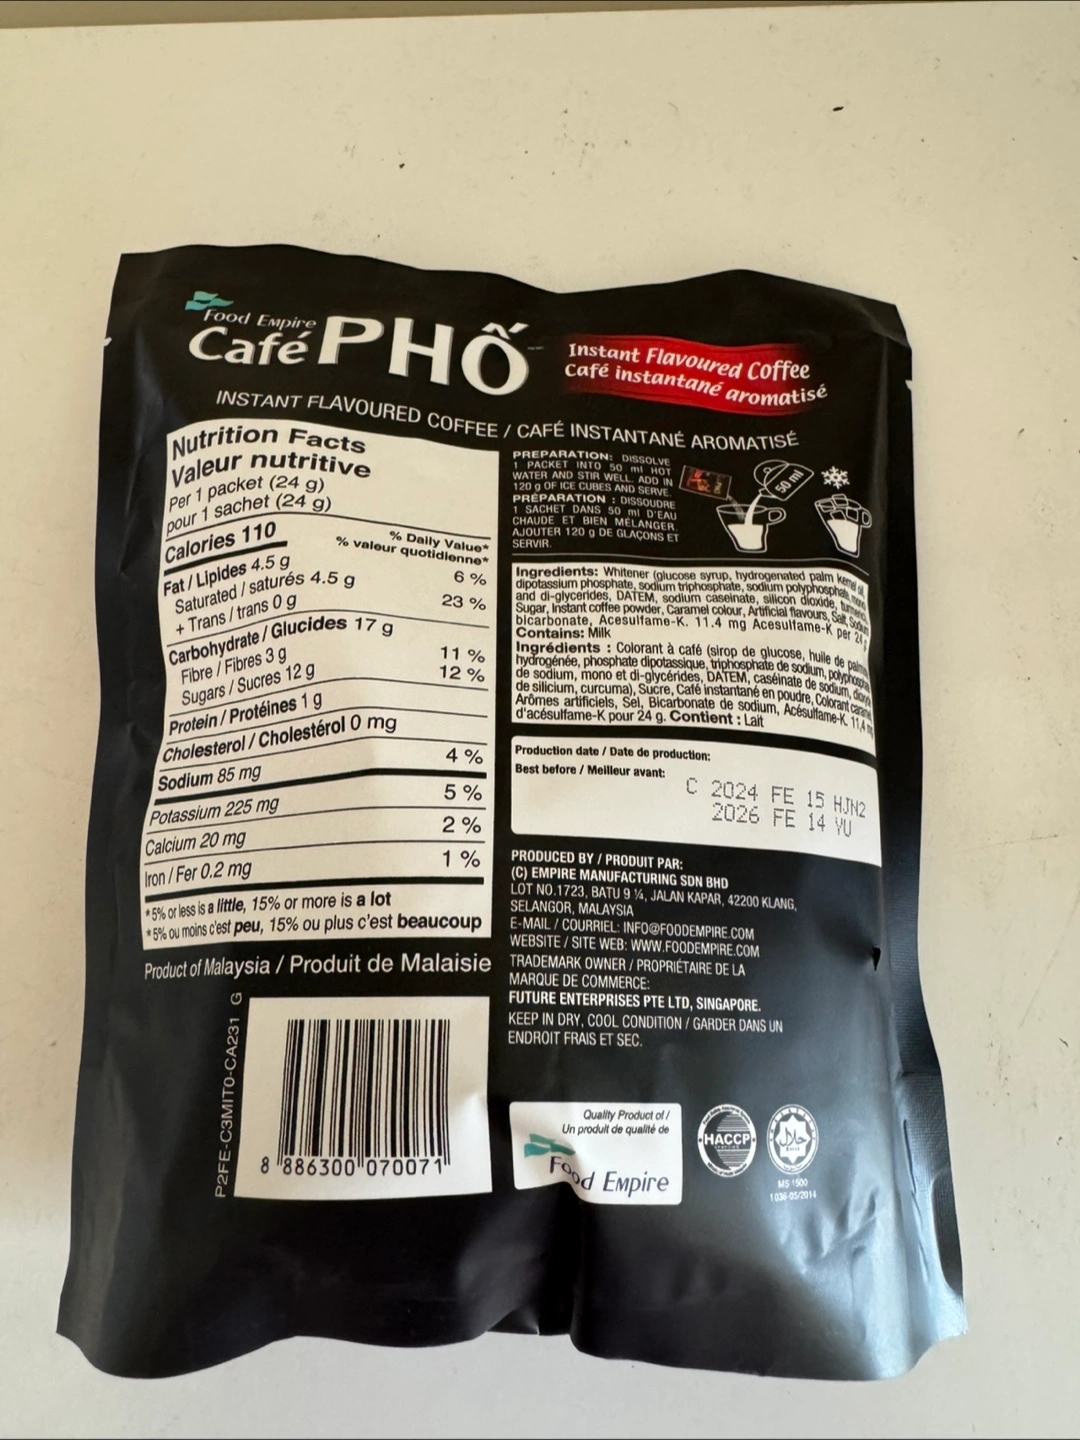 Food Empire
Café PHỐ
Instant Flavoured Coffee
Café instantané aromatisé
INSTANT FLAVOURED COFFEE / CAFÉ INSTANTANÉ AROMATISÉ
Nutrition Facts
Valeur nutritive
Per 1 packet (24 g)
pour 1 sachet (24 g)
Calories 110
% Daily Value*
% valeur quotidienne*
Fat / Lipides 4.5 g 6 %
Saturated / saturés 4.5 g
+ Trans / trans 0 g 23 %
Carbohydrate / Glucides 17 g
Fibre / Fibres 3 g 11 %
Sugars / Sucres 12 g 12 %
Protein / Protéines 1 g
Cholesterol / Cholestérol 0 mg
Sodium 85 mg 4 %
Potassium 225 mg 5 %
Calcium 20 mg 2 %
Iron / Fer 0.2 mg 1 %
*5% or less is a little, 15% or more is a lot
*5% ou moins c'est peu, 15% ou plus c'est beaucoup
Product of Malaysia / Produit de Malaisie
P2FE-C3MIT0-CA231 G
8 886300 070071
PREPARATION: DISSOLVE
1 PACKET INTO 50 ml HOT
WATER AND STIR WELL. ADD IN
120 g OF ICE CUBES AND SERVE.
PRÉPARATION : DISSOUDRE
1 SACHET DANS 50 ml D'EAU
CHAUDE ET BIEN MÉLANGER.
AJOUTER 120 g DE GLAÇONS ET
SERVIR.
50 ml
Ingredients: Whitener (glucose syrup, hydrogenated palm kernel oil,
dipotassium phosphate, sodium triphosphate, sodium polyphosphate, mono
and di-glycerides, DATEM, sodium caseinate, silicon dioxide,
Sugar, Instant coffee powder, Caramel colour, Artificial flavours, Salt, Sodium
bicarbonate, Acesulfame-K. 11.4 mg Acesulfame-K per 24
Contains: Milk
Ingrédients : Colorant à café (sirop de glucose, huile de
hydrogénée, phosphate dipotassique, triphosphate de sodium,
de sodium, mono et di-glycérides, DATEM, caséinate de sodium,
de silicium, curcuma), Sucre, Café instantané en poudre, Colorant
Arômes artificiels, Sel, Bicarbonate de sodium, Acésulfame-K. 11,4
d'acésulfame-K pour 24 g. Contient : Lait
Production date / Date de production:
Best before / Meilleur avant:
C 2024 FE 15 HJN2
2026 FE 14 YU
PRODUCED BY / PRODUIT PAR:
(C) EMPIRE MANUFACTURING SDN BHD
LOT NO.1723, BATU 9 ¼, JALAN KAPAR, 42200 KLANG,
SELANGOR, MALAYSIA
E-MAIL / COURRIEL: INFO@FOODEMPIRE.COM
WEBSITE / SITE WEB: WWW.FOODEMPIRE.COM
TRADEMARK OWNER / PROPRIÉTAIRE DE LA
MARQUE DE COMMERCE:
FUTURE ENTERPRISES PTE LTD, SINGAPORE.
KEEP IN DRY, COOL CONDITION / GARDER DANS UN
ENDROIT FRAIS ET SEC.
Quality Product of /
Un produit de qualité de
Food Empire
HACCP
حلال
MS 1500
1 036-05/2014